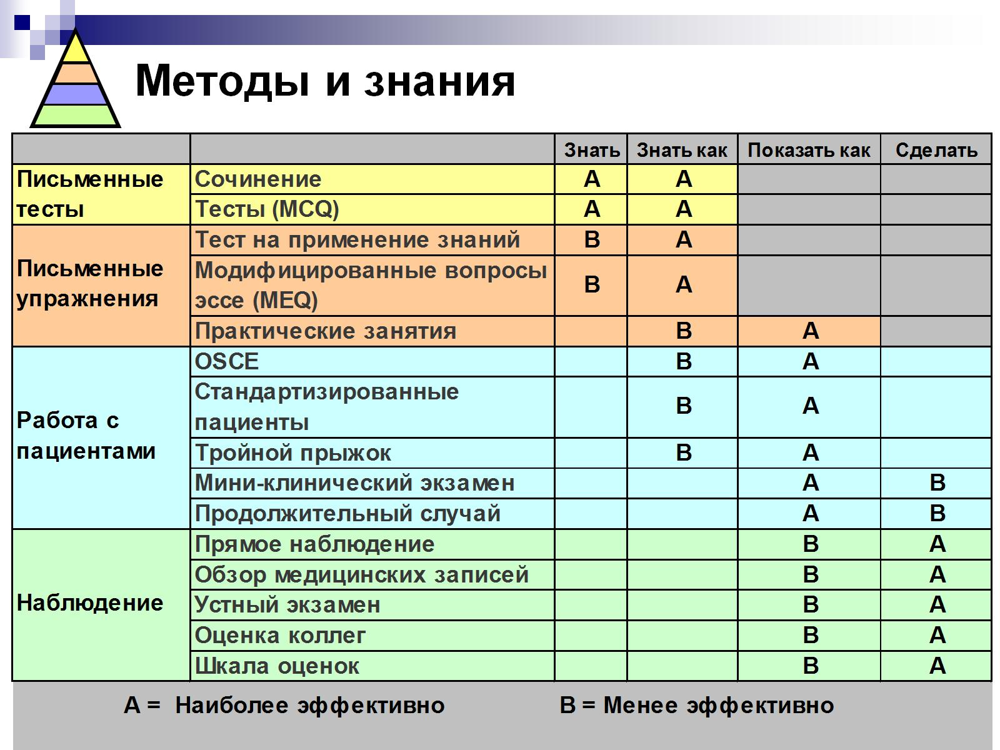 Методы и знания
Знать Знать как Показать как Сделать
Письменные тесты
Сочинение A A
Тесты (MCQ) A A
Письменные упражнения
Тест на применение знаний B A
Модифицированные вопросы
эссе (MEQ) B A
Практические занятия B A
Работа с пациентами
OSCE B A
Стандартизированные
пациенты B A
Тройной прыжок B A
Мини-клинический экзамен A B
Продолжительный случай A B
Наблюдение
Прямое наблюдение B A
Обзор медицинских записей B A
Устный экзамен B A
Оценка коллег B A
Шкала оценок B A
A = Наиболее эффективно B = Менее эффективно